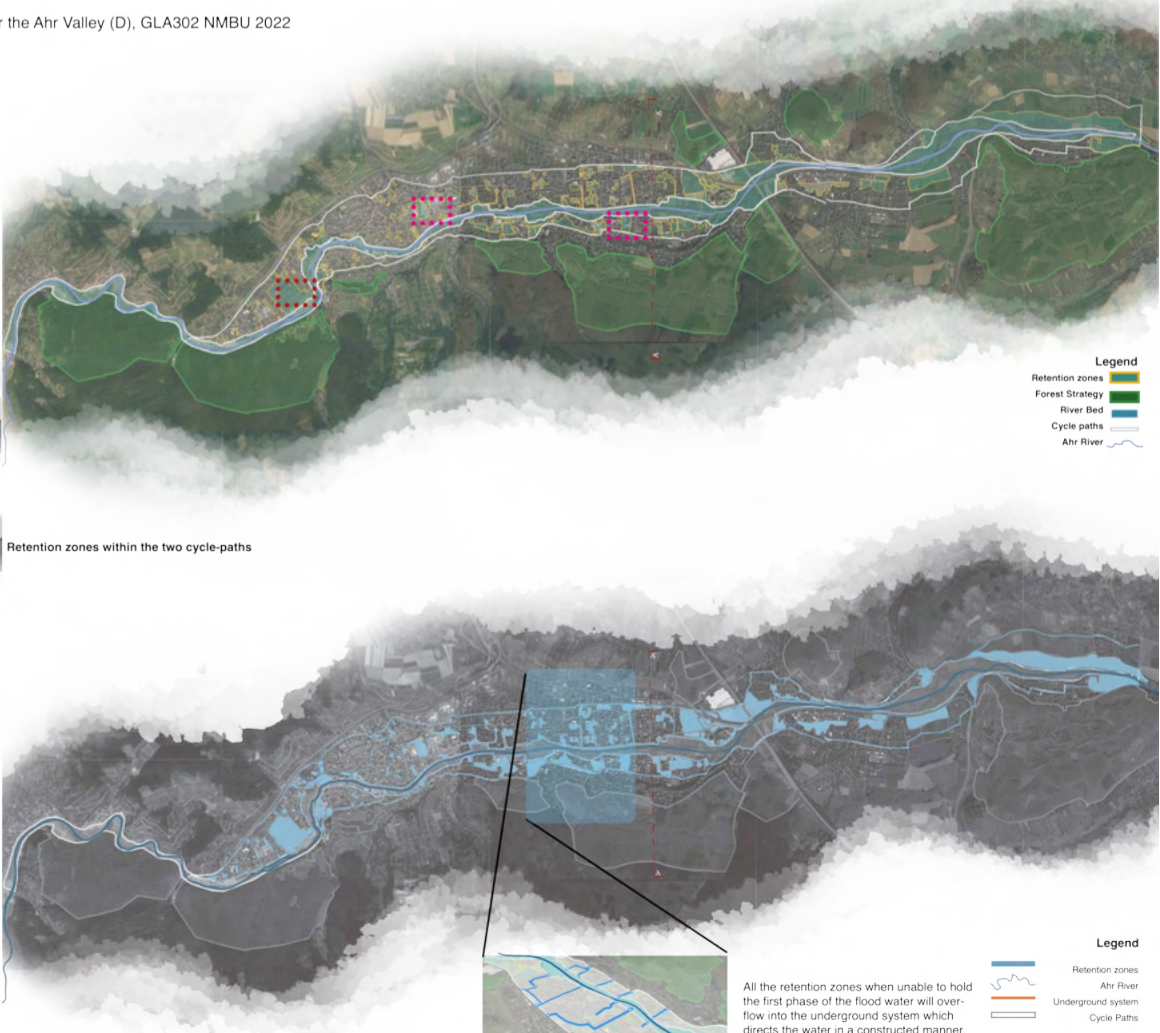 r the Ahr Valley (D), GLA302 NMBU 2022
Legend
Retention zones
Forest Strategy
River Bed
Cycle paths
Ahr River
Retention zones within the two cycle-paths
Legend
Retention zones
Ahr River
Underground system
Cycle Paths
All the retention zones when unable to hold
the first phase of the flood water will over-
flow into the underground system which
directs the water in a constructed manner